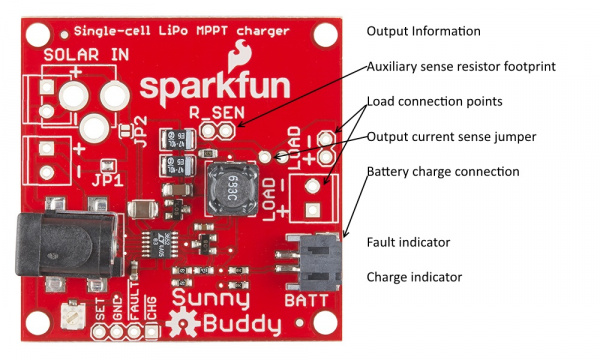 Single-cell LiPo MPPT charger
SOLAR IN
+
-
sparkfun
R_SEN
JP2
+
-
JP1
LOAD
-
+
LOAD
-
+
693C
SET
GND
FAULT
CHG
Sunny
Buddy
BATT
Output Information
Auxiliary sense resistor footprint
Load connection points
Output current sense jumper
Battery charge connection
Fault indicator
Charge indicator